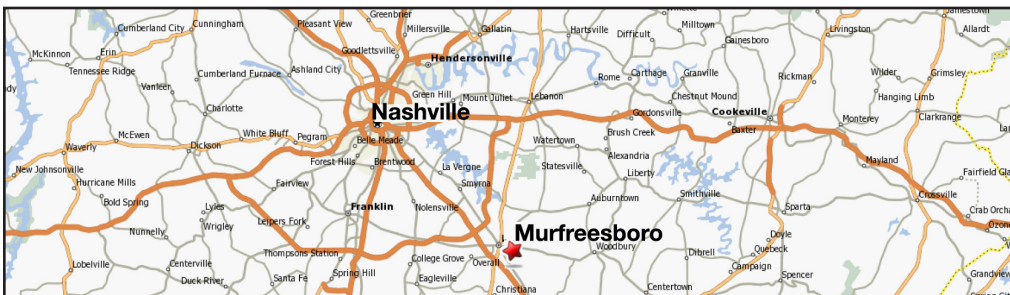 Cumberland City
Cunningham
Pleasant View
Greenbrier
Millersville
Gallatin
Hartsville
Difficult
Milltown
Gainesboro
Livingston
Jamestown
Allardt
McKinnon
Erin
Goodlettsville
Hendersonville
Tennessee Ridge
Cumberland Furnace
Ashland City
Rome
Carthage
Granville
Rickman
Wilder
Grimsley
Vanleer
Green Hill
Mount Juliet
Lebanon
Chestnut Mound
Hanging Limb
Charlotte
Nashville
Gordonsville
Cookeville
Monterey
Clarkrange
McEwen
White Bluff
Pegram
Belle Meade
Watertown
Brush Creek
Baxter
Waverly
Dickson
Forest Hills
Brentwood
La Vergne
Statesville
Alexandria
Mayland
New Johnsonville
Liberty
Fairfield Gla
Hurricane Mills
Fairview
Smyrna
Smithville
Crossville
Bold Spring
Lyles
Franklin
Nolensville
Auburntown
Sparta
Crab Orcha
Wrigley
Leipers Fork
Nunnelly
Murfreesboro
Doyle
Ozone
Thompsons Station
College Grove
Overall
Woodbury
Dibrell
Quebeck
Lobelville
Centerville
Spring Hill
Campaign
Duck River
Santa Fe
Eagleville
Christiana
Centertown
Spencer
Grandview